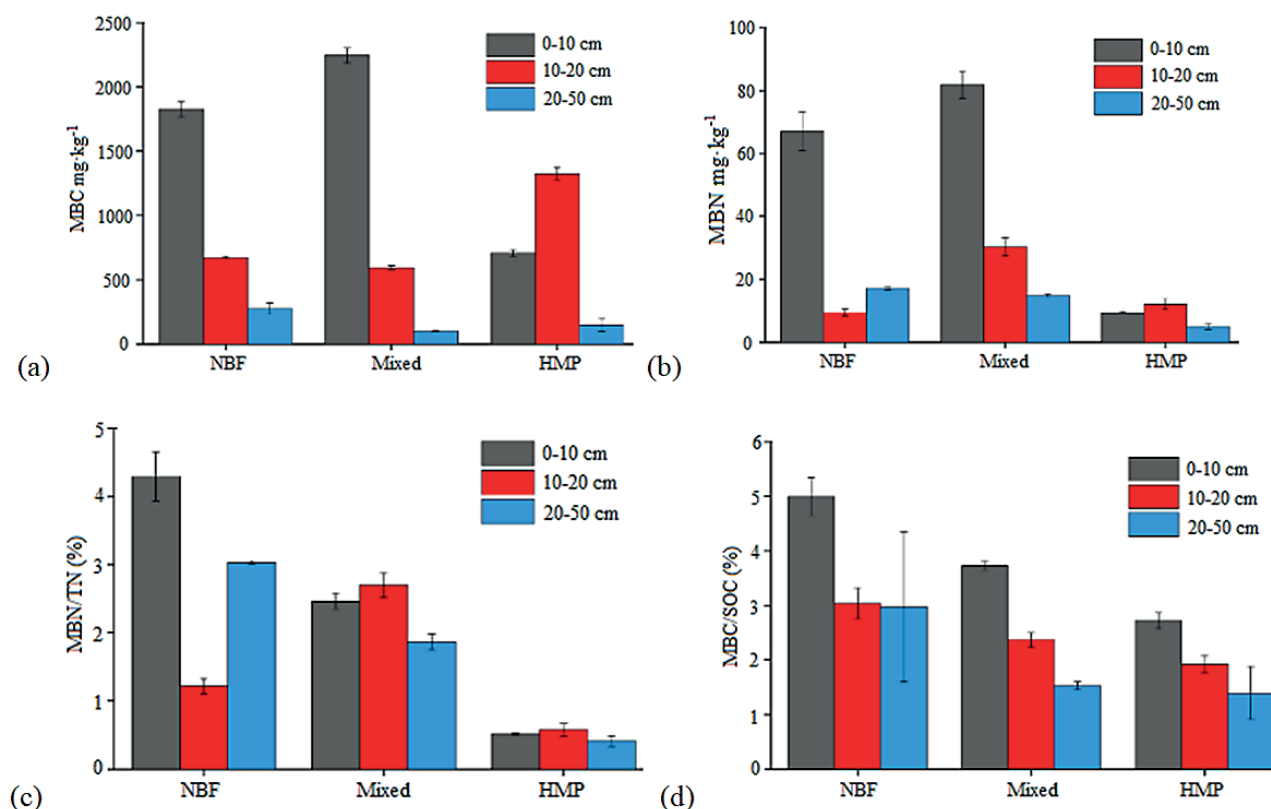 2500
2000
1500
1000
500
0
MBC mg·kg⁻¹
0-10 cm
10-20 cm
20-50 cm
NBF Mixed HMP
(a)
100
80
60
40
20
0
MBN mg·kg⁻¹
0-10 cm
10-20 cm
20-50 cm
NBF Mixed HMP
(b)
5
4
3
2
1
0
MBN/TN (%)
0-10 cm
10-20 cm
20-50 cm
NBF Mixed HMP
(c)
6
5
4
3
2
1
0
MBC/SOC (%)
0-10 cm
10-20 cm
20-50 cm
NBF Mixed HMP
(d)